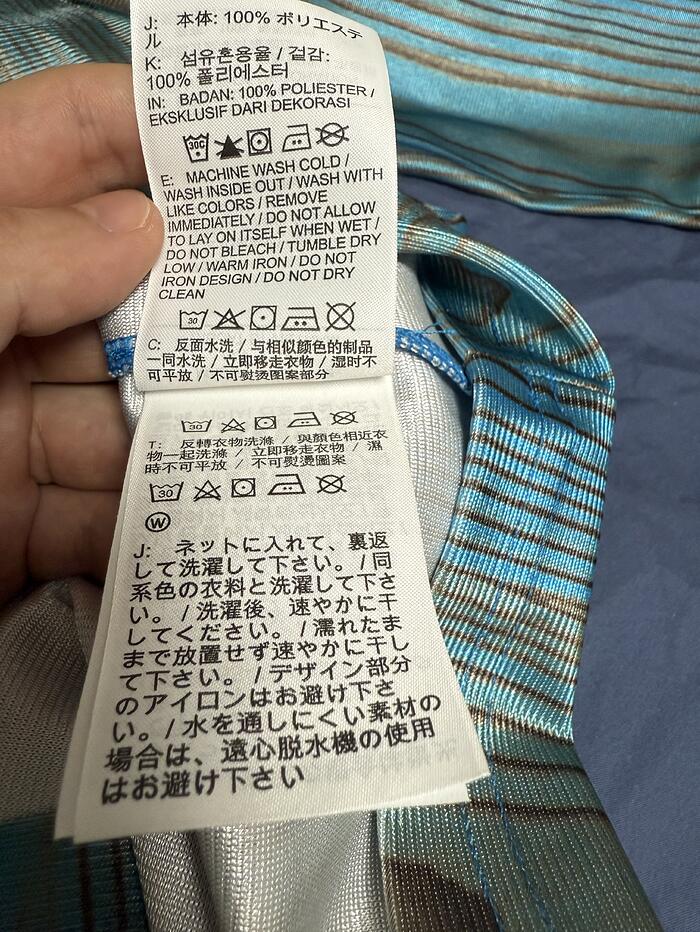 J: 本体: 100% ポリエステ
ル
K: 섬유혼용율 / 겉감:
100% 폴리에스터
IN: BADAN: 100% POLIESTER /
EKSKLUSIF DARI DEKORASI
30C
E: MACHINE WASH COLD /
WASH INSIDE OUT / WASH WITH
LIKE COLORS / REMOVE
IMMEDIATELY / DO NOT ALLOW
TO LAY ON ITSELF WHEN WET /
DO NOT BLEACH / TUMBLE DRY
LOW / WARM IRON / DO NOT
IRON DESIGN / DO NOT DRY
CLEAN
30
C: 反面水洗 / 与相似颜色的制品
一同水洗 / 立即移走衣物 / 湿时不
可平放 / 不可熨烫图案部分
30
T: 反轉衣物洗滌 / 與顏色相近衣
物一起洗滌 / 立即移走衣物 / 濕
時不可平放 / 不可熨燙圖案
30
W
J: ネットに入れて、裏返
して洗濯して下さい。/ 同
系色の衣料と洗濯して下さ
い。/ 洗濯後、速やかに干
してください。/ 濡れたま
まで放置せず速やかに干し
て下さい。/ デザイン部分
のアイロンはお避け下さ
い。/ 水を通しにくい素材の
場合は、遠心脱水機の使用
はお避け下さい